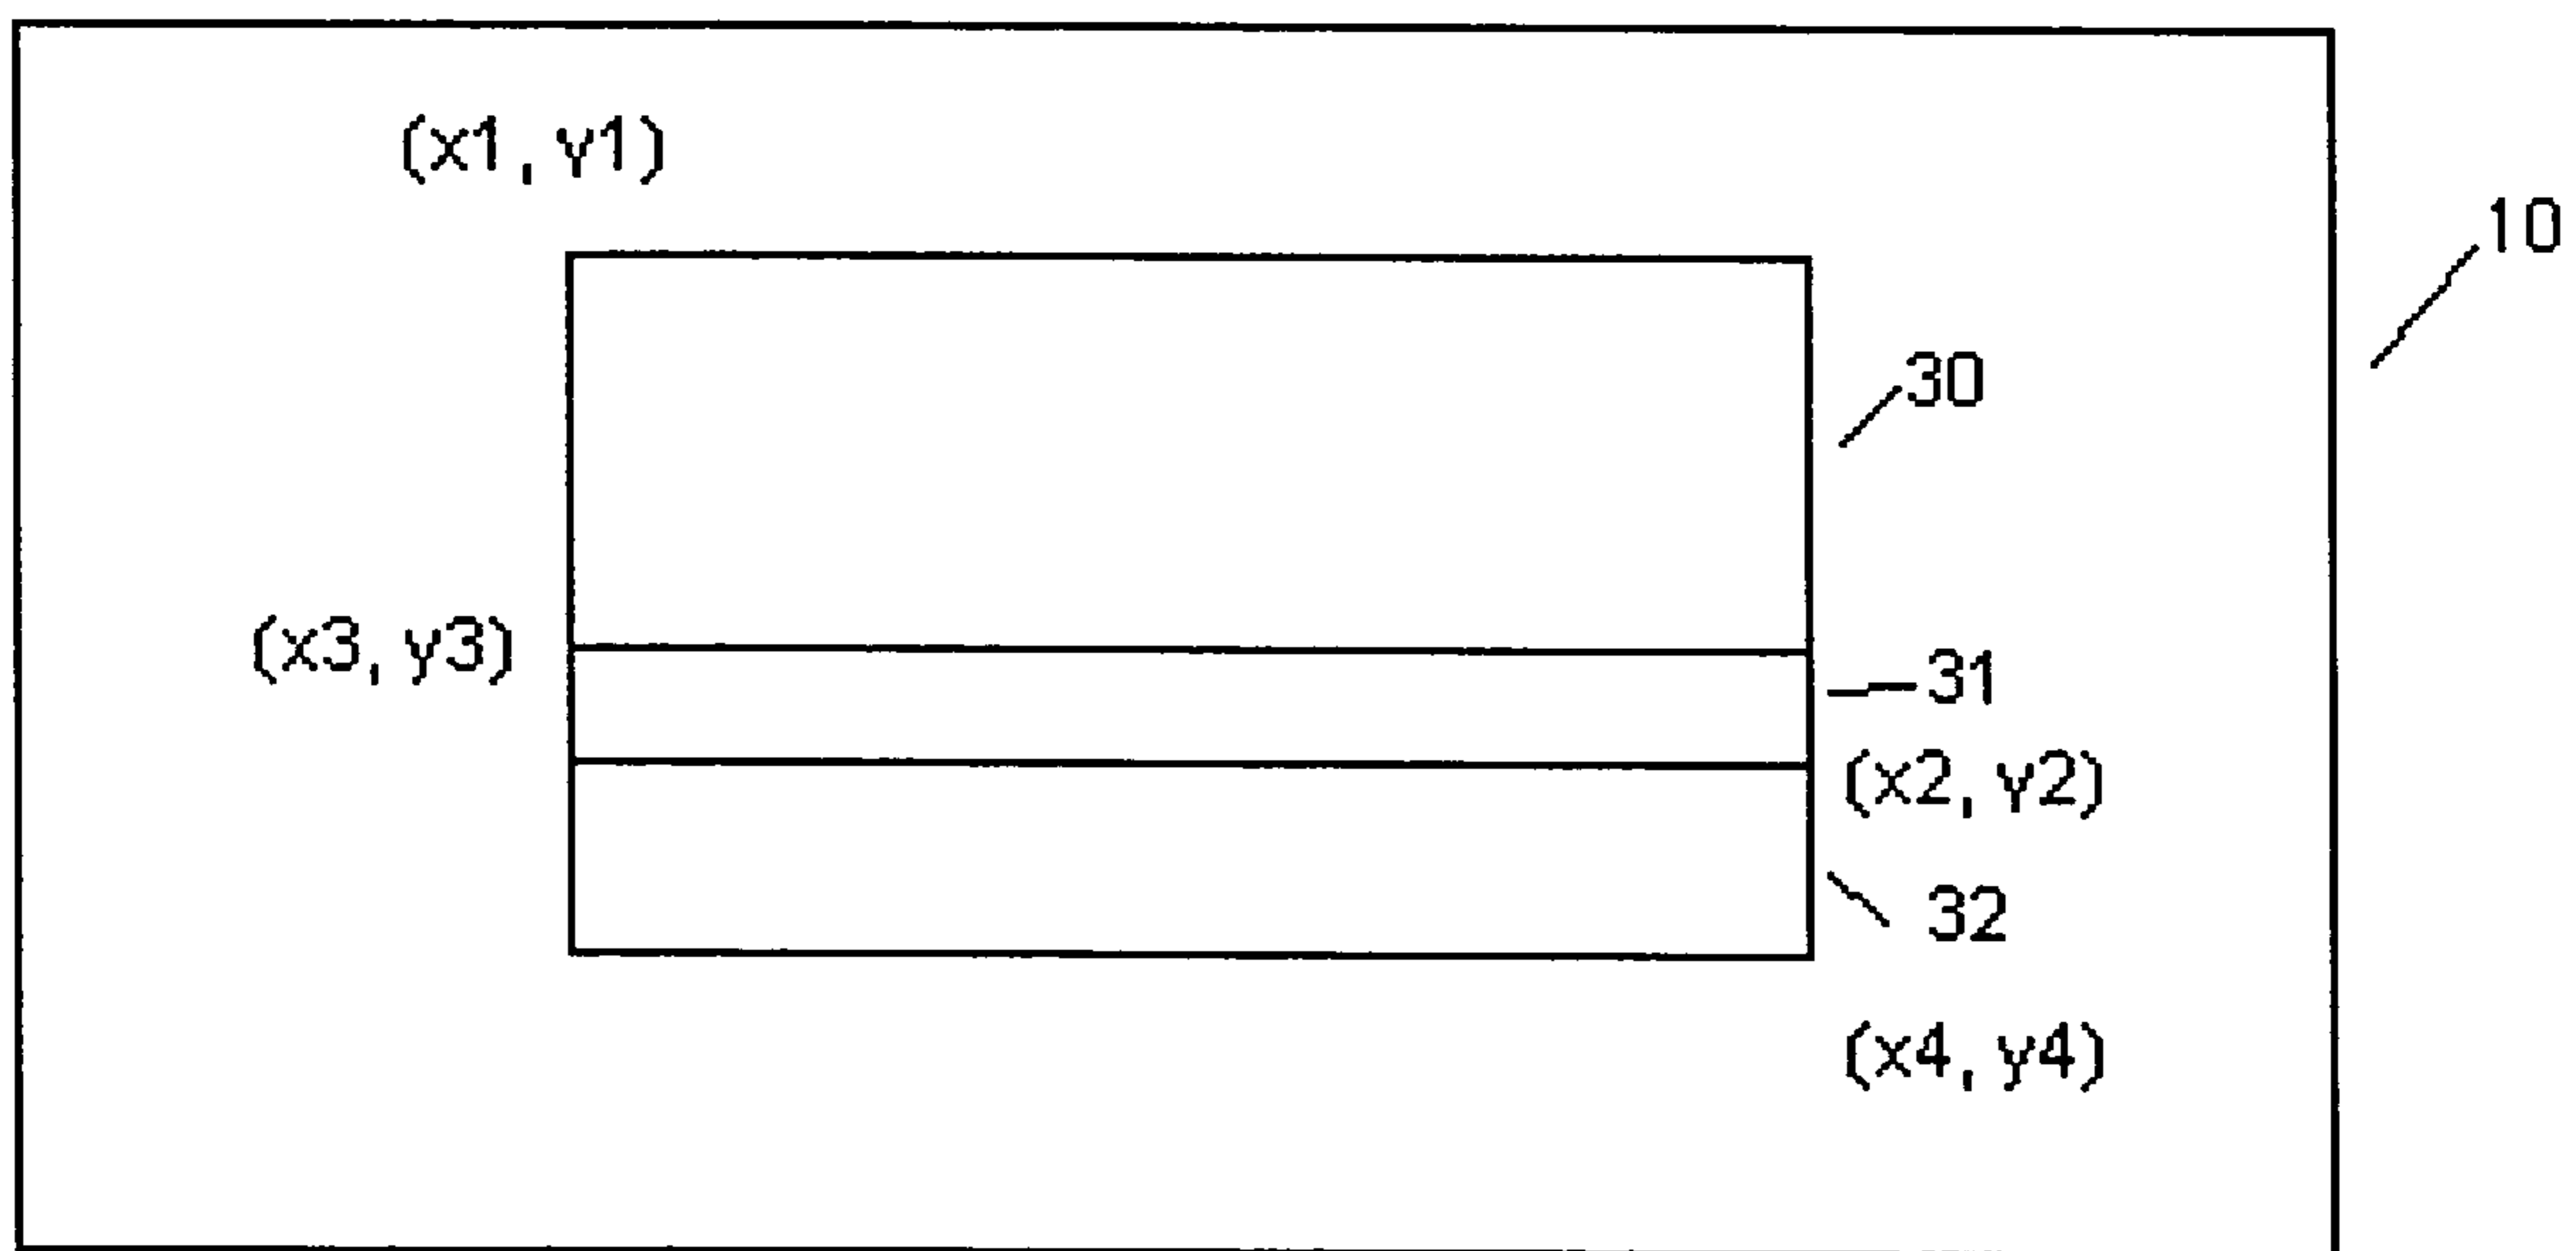 (x1, y1)
10
30
(x3, y3)
31
(x2, y2)
32
(x4, y4)